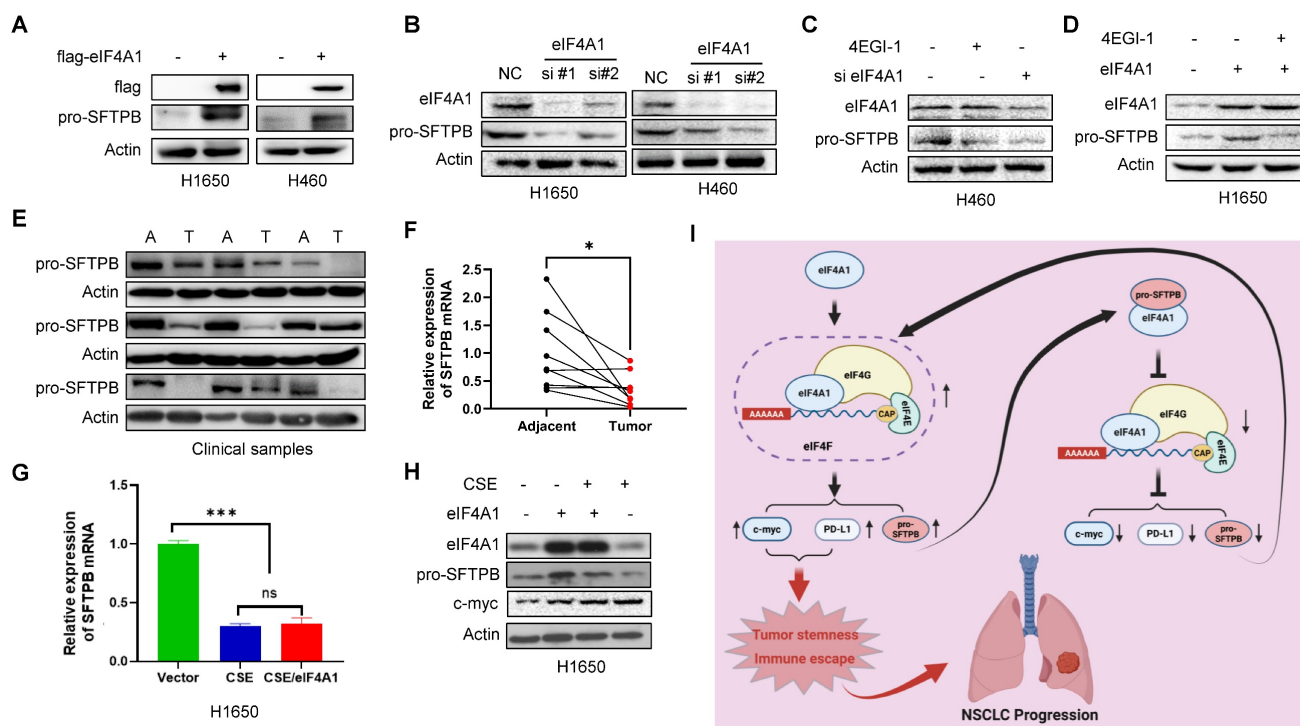 A
flag-eIF4A1 - +  - +
flag
pro-SFTPB
Actin
H1650 H460
B
eIF4A1 eIF4A1
NC si #1 si#2 NC si #1 si#2
eIF4A1
pro-SFTPB
Actin
H1650 H460
C
4EGI-1 - + -
si eIF4A1 - - +
eIF4A1
pro-SFTPB
Actin
H460
D
4EGI-1 - - +
eIF4A1 - + +
eIF4A1
pro-SFTPB
Actin
H1650
E
A T A T A T
pro-SFTPB
Actin
pro-SFTPB
Actin
pro-SFTPB
Actin
Clinical samples
F
*
Relative expression
of SFTPB mRNA
2.5
2.0
1.5
1.0
0.5
0.0
Adjacent Tumor
G
Relative expression
of SFTPB mRNA
1.5
1.0
0.5
0.0
***
ns
Vector CSE CSE/eIF4A1
H1650
H
CSE - - + +
eIF4A1 - + + -
eIF4A1
pro-SFTPB
c-myc
Actin
H1650
I
eIF4A1
eIF4G
eIF4A1
eIF4E
AAAAAA
CAP
eIF4F
c-myc
PD-L1
pro-
SFTPB
Tumor stemness
Immune escape
pro-SFTPB
eIF4A1
eIF4G
eIF4A1
eIF4E
AAAAAA
CAP
c-myc
PD-L1
pro-
SFTPB
NSCLC Progression